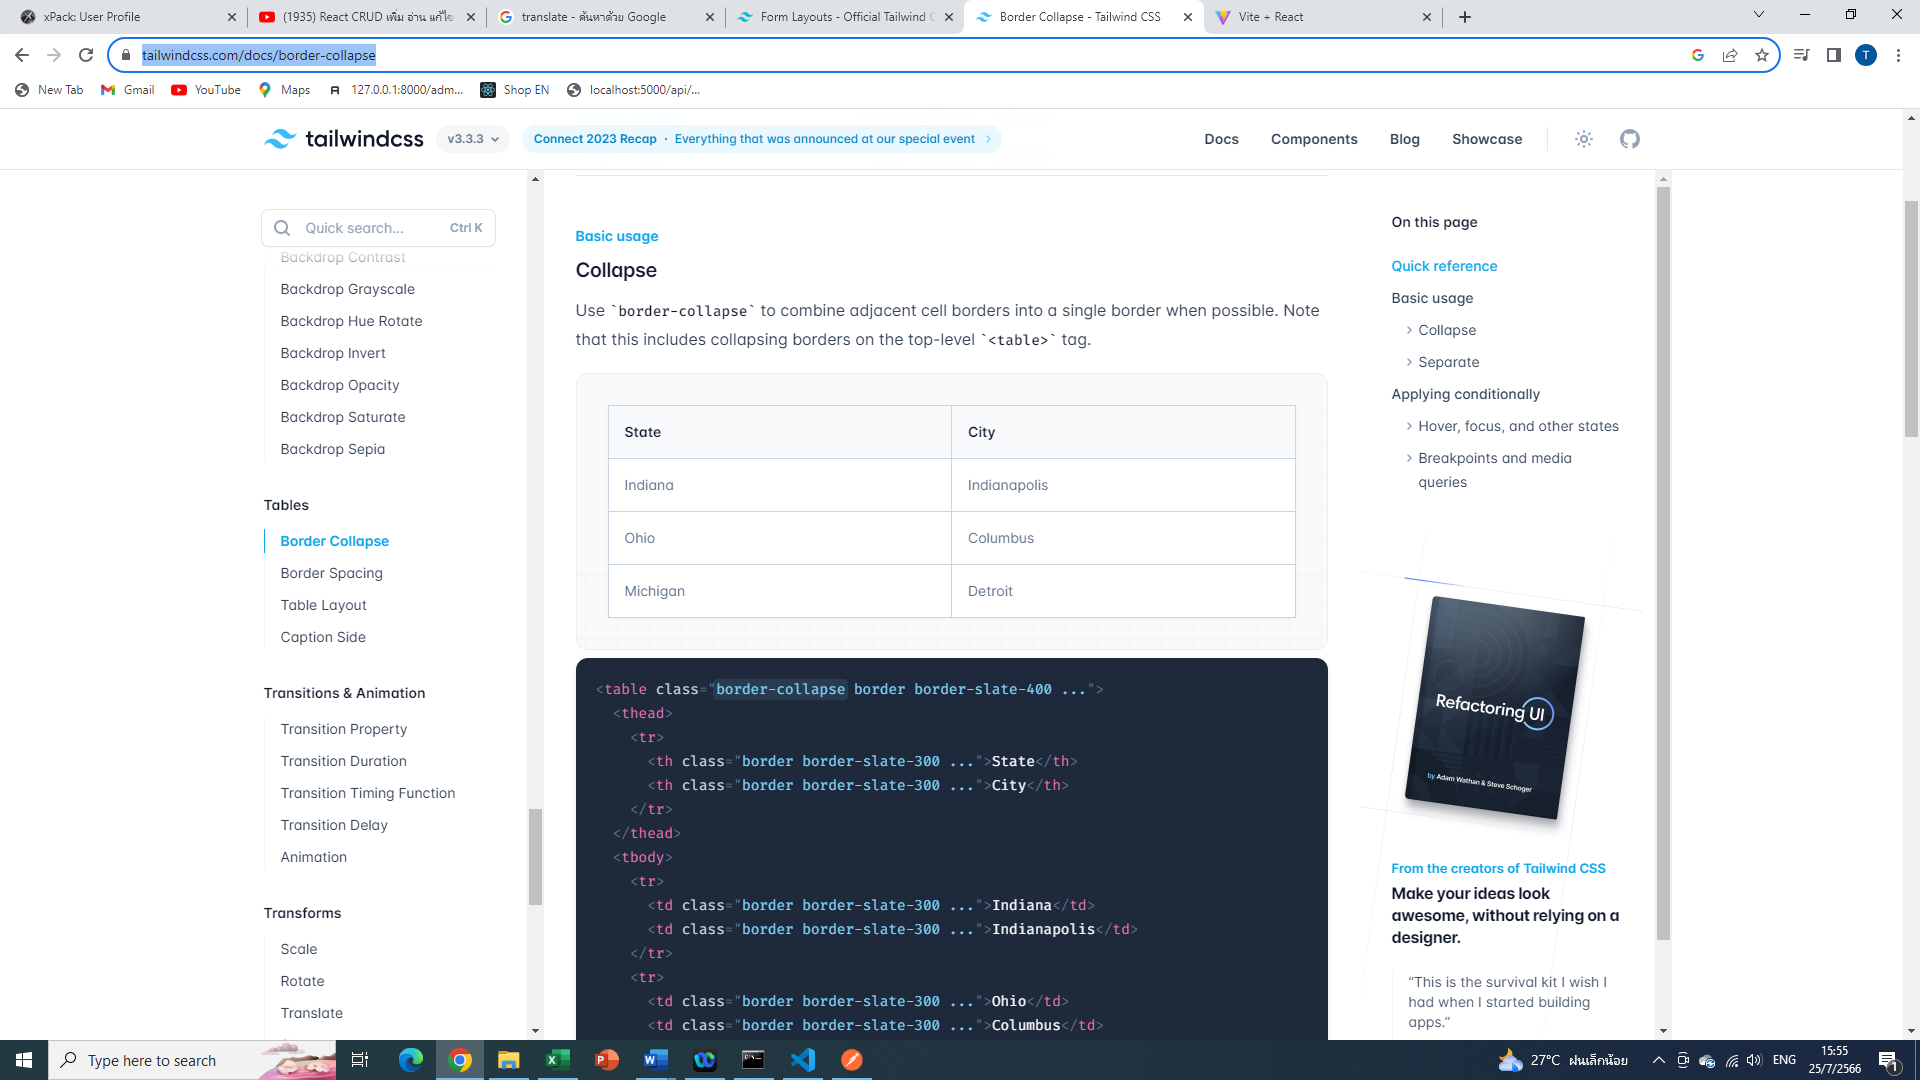 xPack: User Profile
(1935) React CRUD เพิ่ม อ่าน แก้ไข
translate - ค้นหาด้วย Google
Form Layouts - Official Tailwind C
Border Collapse - Tailwind CSS
Vite + React
tailwindcss.com/docs/border-collapse
T
New Tab
Gmail
YouTube
Maps
127.0.0.1:8000/adm...
Shop EN
localhost:5000/api/...
tailwindcss
v3.3.3
Connect 2023 Recap · Everything that was announced at our special event
Docs
Components
Blog
Showcase
Quick search...
Ctrl K
Backdrop Contrast
Backdrop Grayscale
Backdrop Hue Rotate
Backdrop Invert
Backdrop Opacity
Backdrop Saturate
Backdrop Sepia
Tables
Border Collapse
Border Spacing
Table Layout
Caption Side
Transitions & Animation
Transition Property
Transition Duration
Transition Timing Function
Transition Delay
Animation
Transforms
Scale
Rotate
Translate
Basic usage
Collapse
Use `border-collapse` to combine adjacent cell borders into a single border when possible. Note
that this includes collapsing borders on the top-level `<table>` tag.
State City
Indiana Indianapolis
Ohio Columbus
Michigan Detroit
<table class="border-collapse border border-slate-400 ...">
<thead>
<tr>
<th class="border border-slate-300 ...">State</th>
<th class="border border-slate-300 ...">City</th>
</tr>
</thead>
<tbody>
<tr>
<td class="border border-slate-300 ...">Indiana</td>
<td class="border border-slate-300 ...">Indianapolis</td>
</tr>
<tr>
<td class="border border-slate-300 ...">Ohio</td>
<td class="border border-slate-300 ...">Columbus</td>
On this page
Quick reference
Basic usage
Collapse
Separate
Applying conditionally
Hover, focus, and other states
Breakpoints and media
queries
Refactoring UI
by Adam Wathan & Steve Schoger
From the creators of Tailwind CSS
Make your ideas look
awesome, without relying on a
designer.
“This is the survival kit I wish I
had when I started building
apps.”
Type here to search
27°C ฝนเล็กน้อย
ENG
15:55
25/7/2566
1